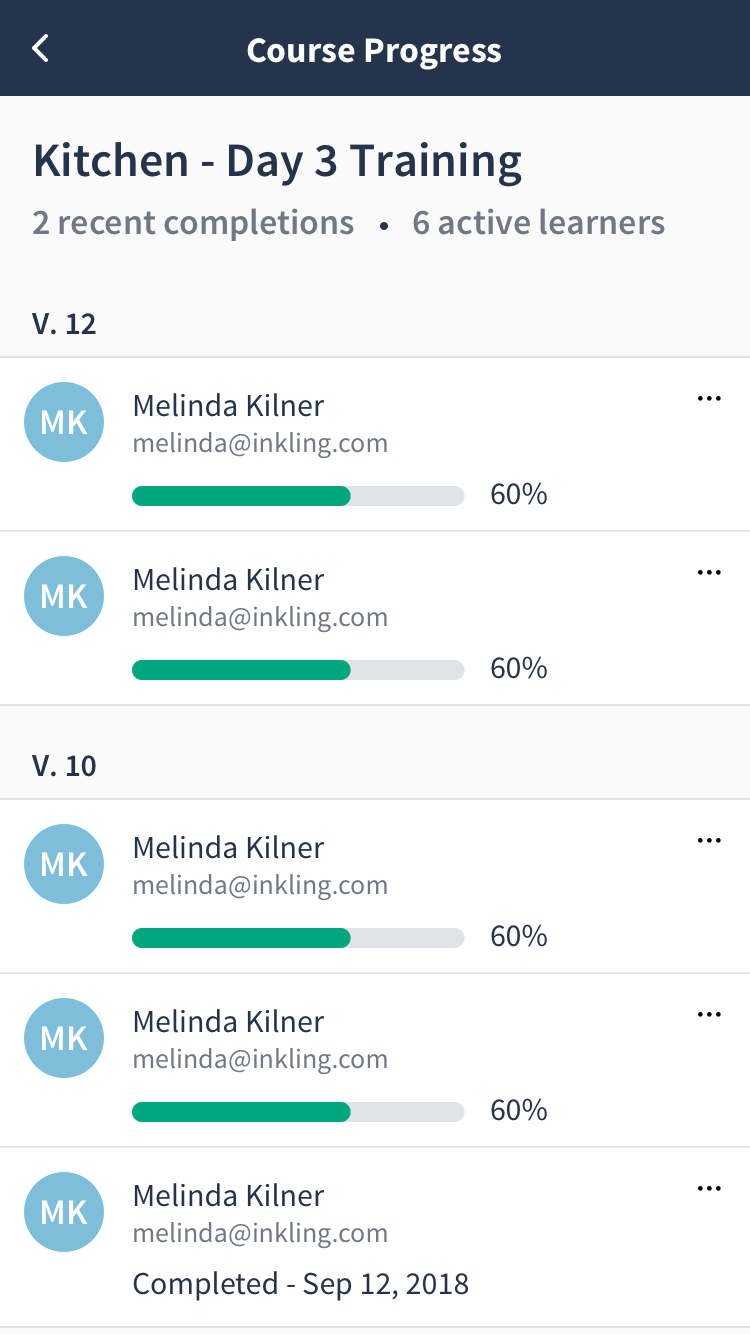 Course Progress
Kitchen - Day 3 Training
2 recent completions • 6 active learners
V. 12
MK
Melinda Kilner
melinda@inkling.com
60%
MK
Melinda Kilner
melinda@inkling.com
60%
V. 10
MK
Melinda Kilner
melinda@inkling.com
60%
MK
Melinda Kilner
melinda@inkling.com
60%
MK
Melinda Kilner
melinda@inkling.com
Completed - Sep 12, 2018